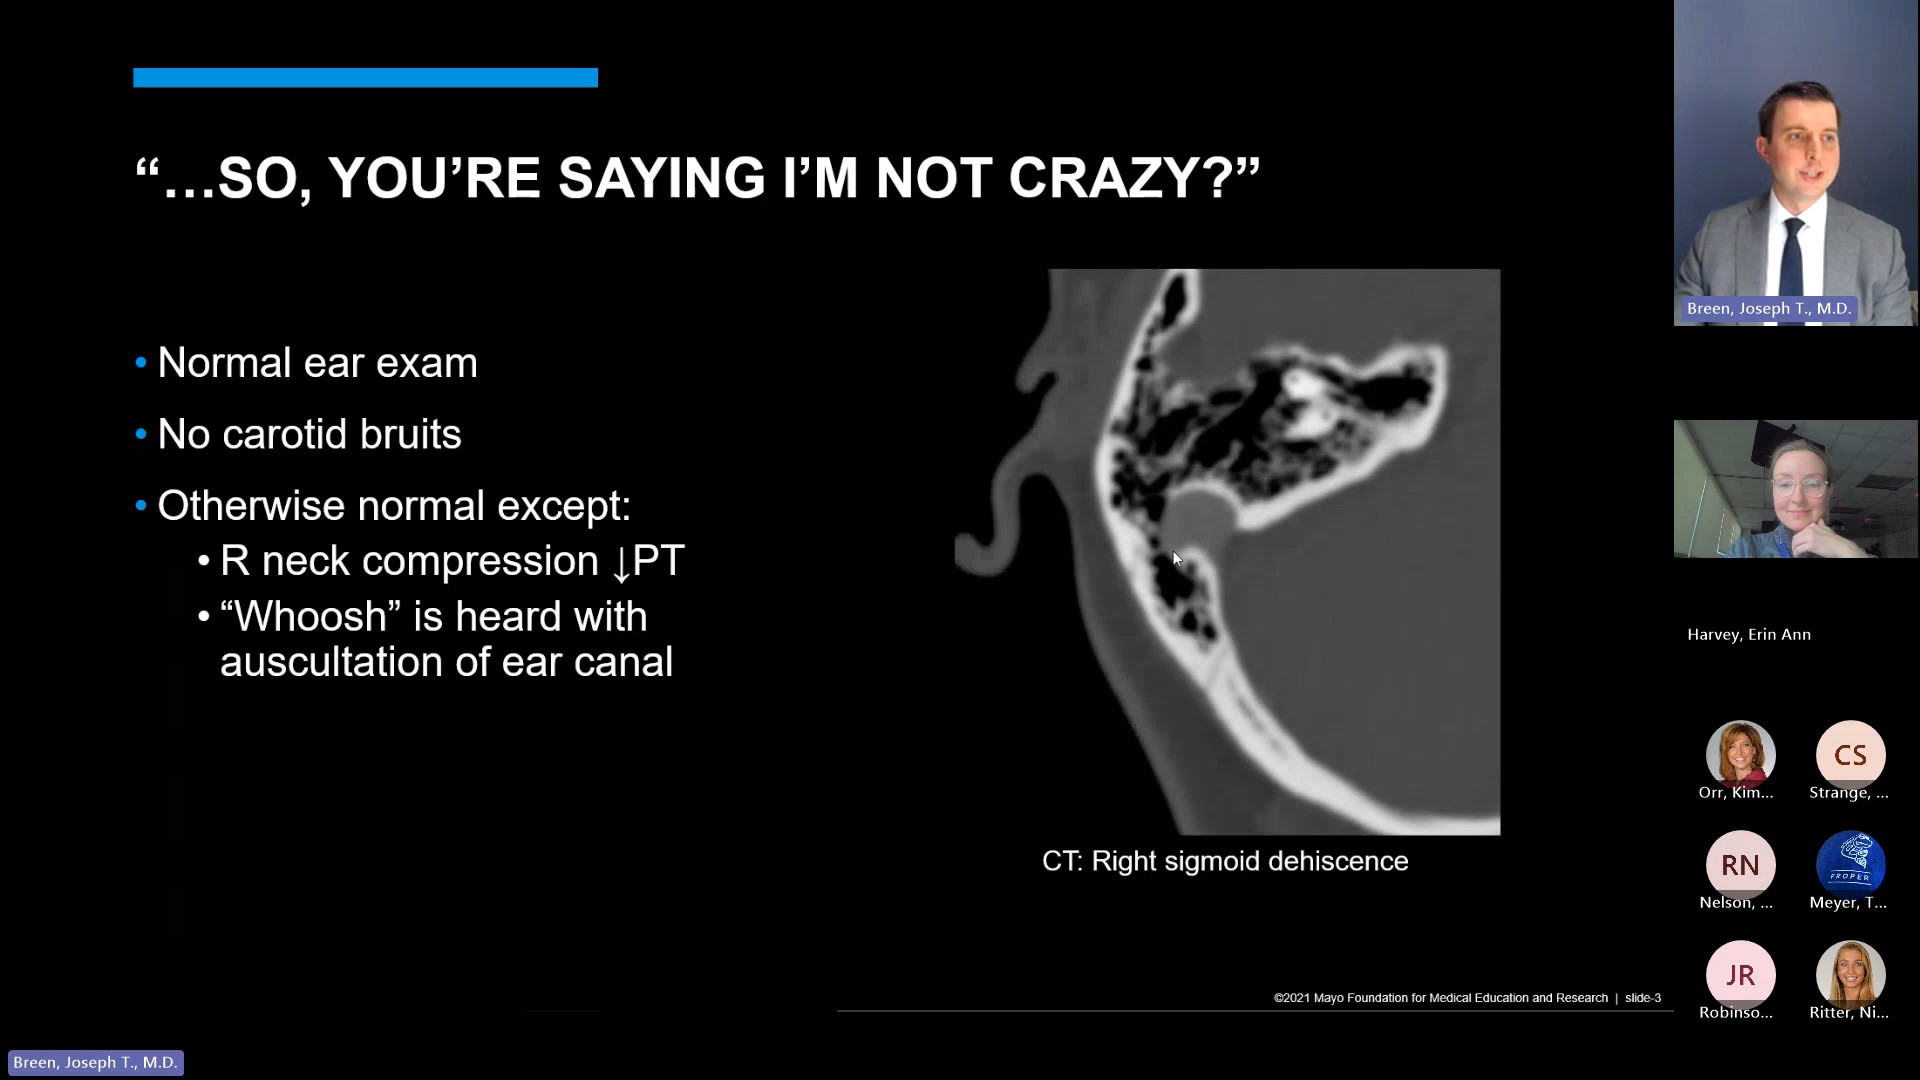 “…SO, YOU’RE SAYING I’M NOT CRAZY?”
• Normal ear exam
• No carotid bruits
• Otherwise normal except:
• R neck compression ↓PT
• “Whoosh” is heard with
auscultation of ear canal
CT: Right sigmoid dehiscence
©2021 Mayo Foundation for Medical Education and Research | slide-3
Breen, Joseph T., M.D.
Breen, Joseph T., M.D.
Harvey, Erin Ann
Orr, Kim...
CS
Strange, ...
RN
Nelson, ...
PROPER
Meyer, T...
JR
Robinso...
Ritter, Ni...